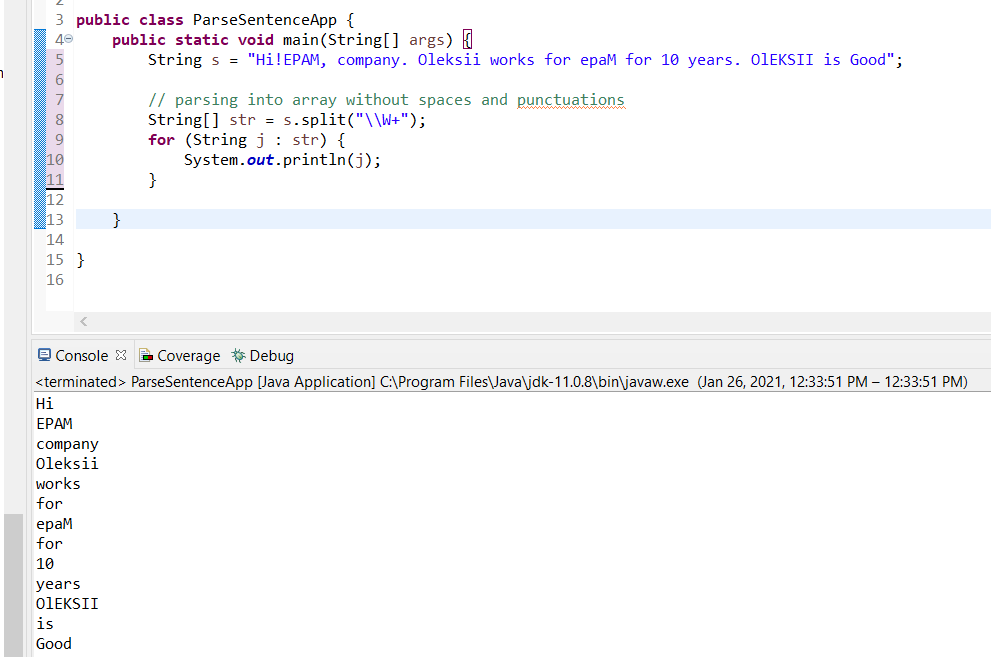 2
3 public class ParseSentenceApp {
4 public static void main(String[] args) {
5 String s = "Hi!EPAM, company. Oleksii works for epaM for 10 years. OlEKSII is Good";
6
7 // parsing into array without spaces and punctuations
8 String[] str = s.split("\\W+");
9 for (String j : str) {
10 System.out.println(j);
11 }
12
13 }
14
15 }
16
Console Coverage Debug
<terminated> ParseSentenceApp [Java Application] C:\Program Files\Java\jdk-11.0.8\bin\javaw.exe (Jan 26, 2021, 12:33:51 PM – 12:33:51 PM)
Hi
EPAM
company
Oleksii
works
for
epaM
for
10
years
OlEKSII
is
Good